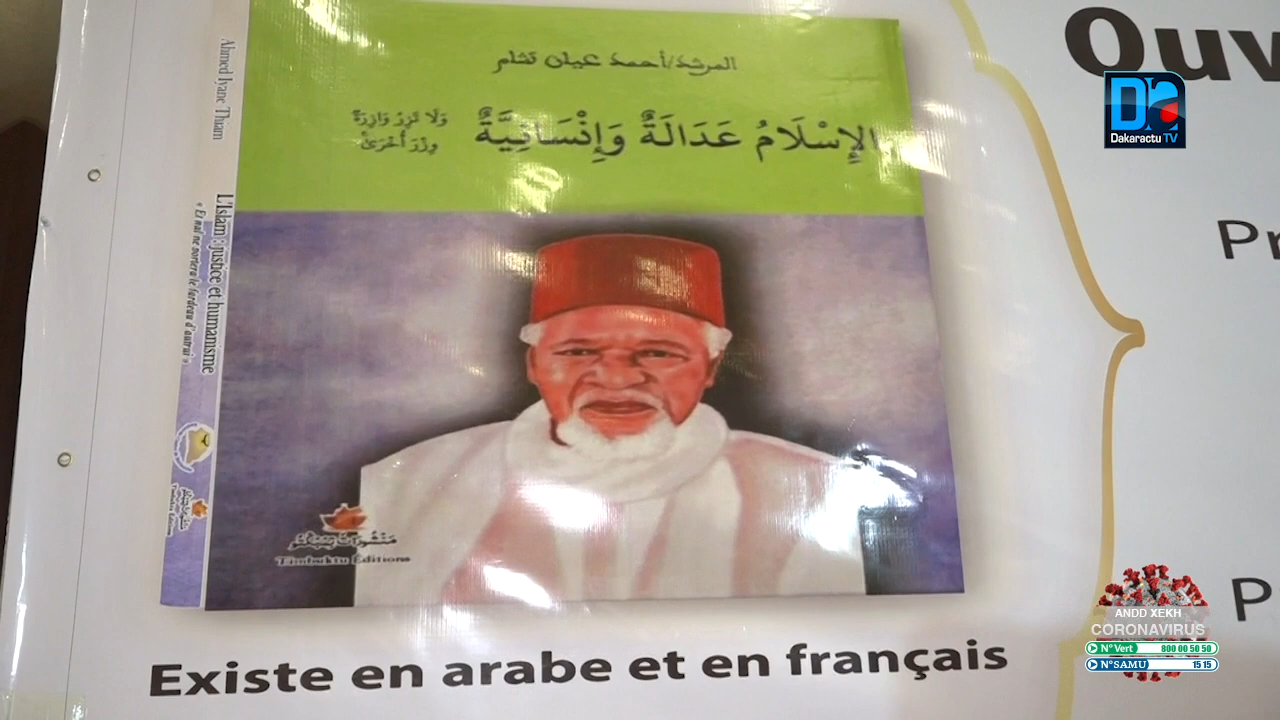 المرشد/أحمد عيان تشام
الإِسْلَامُ عَدَالَةٌ وَإِنْسَانِيَّةٌ
وَلَا تَزِرُ وَازِرَةٌ
وِزْرَ أُخْرَىٰ
Ahmed Iyane Thiam
L'Islam : justice et humanisme
« Et nul ne portera le fardeau d'autrui »
منشورات تمبكتو
Timbuktu Editions
Existe en arabe et en français
Ouv
Pr
P
Dakaractu TV
ANDD XEKH
CORONAVIRUS
N° Vert 800 00 50 50
N°SAMU 15 15